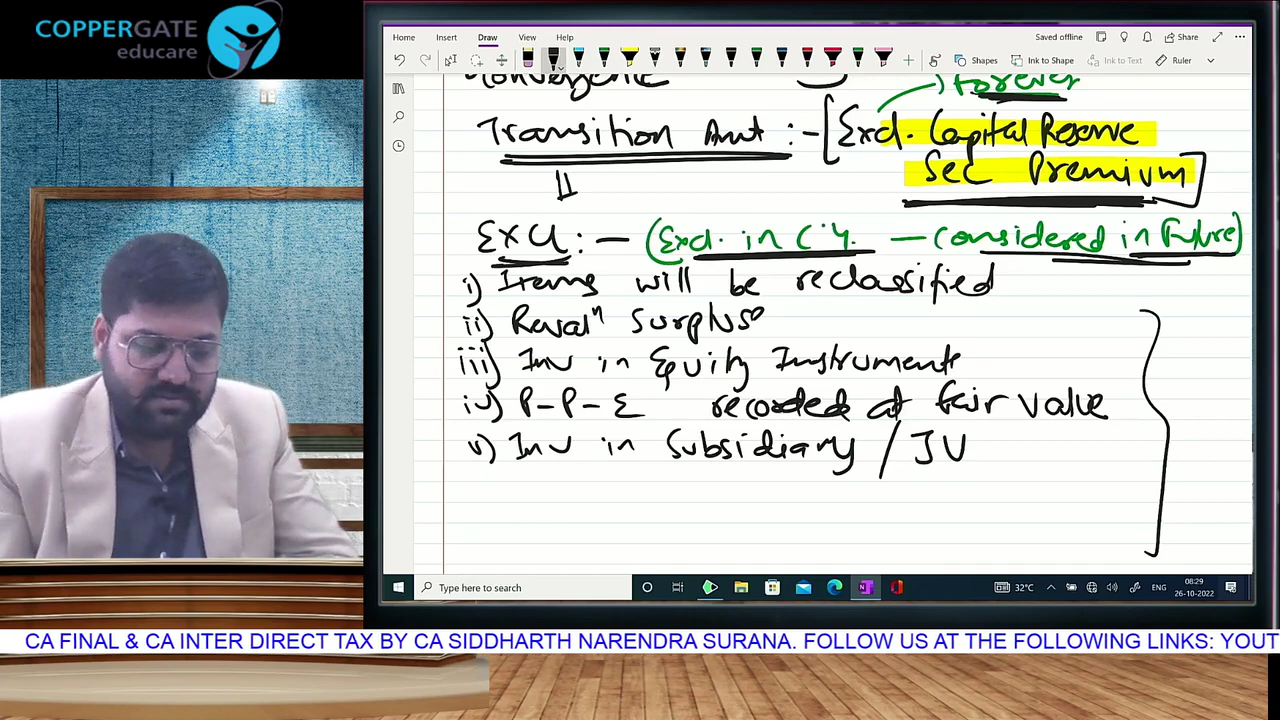 COPPERGATE
educare
Home Insert Draw View Help
Saved offline
Share
Shapes
Ink to Shape
Ink to Text
Ruler
Convergence
Forever
Transition Amt :- [Excl. Capital Reserve
Sec Premium]
Excl :- (Excl. in C.Y. - Considered in Future)
i) Items will be reclassified
ii) Revalⁿ Surplus
iii) Inv in Equity Instruments
iv) P-P-E recorded at fair value
v) Inv in Subsidiary / JV
Type here to search
32°C
ENG
08:29
26-10-2022
CA FINAL & CA INTER DIRECT TAX BY CA SIDDHARTH NARENDRA SURANA. FOLLOW US AT THE FOLLOWING LINKS: YOUT